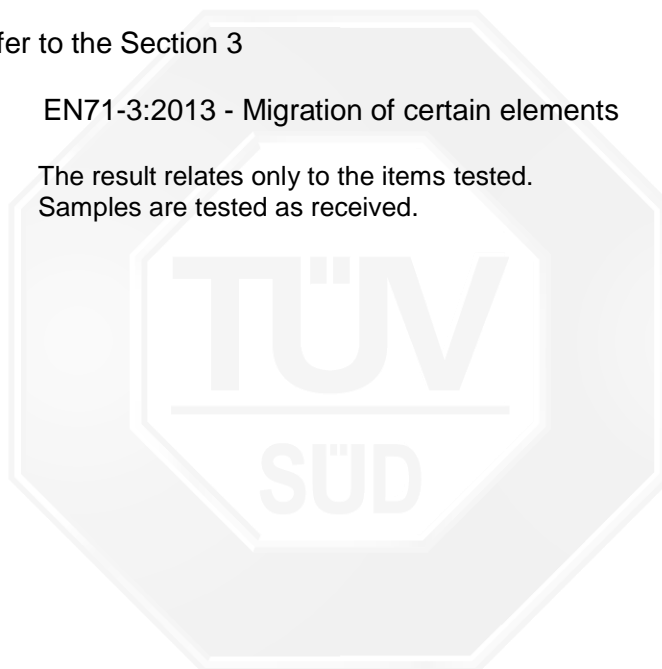 to the Section 3
EN71-3:2013 - Migration of certain elements
The result relates only to the items tested.
Samples are tested as received.
TÜV
SÜD